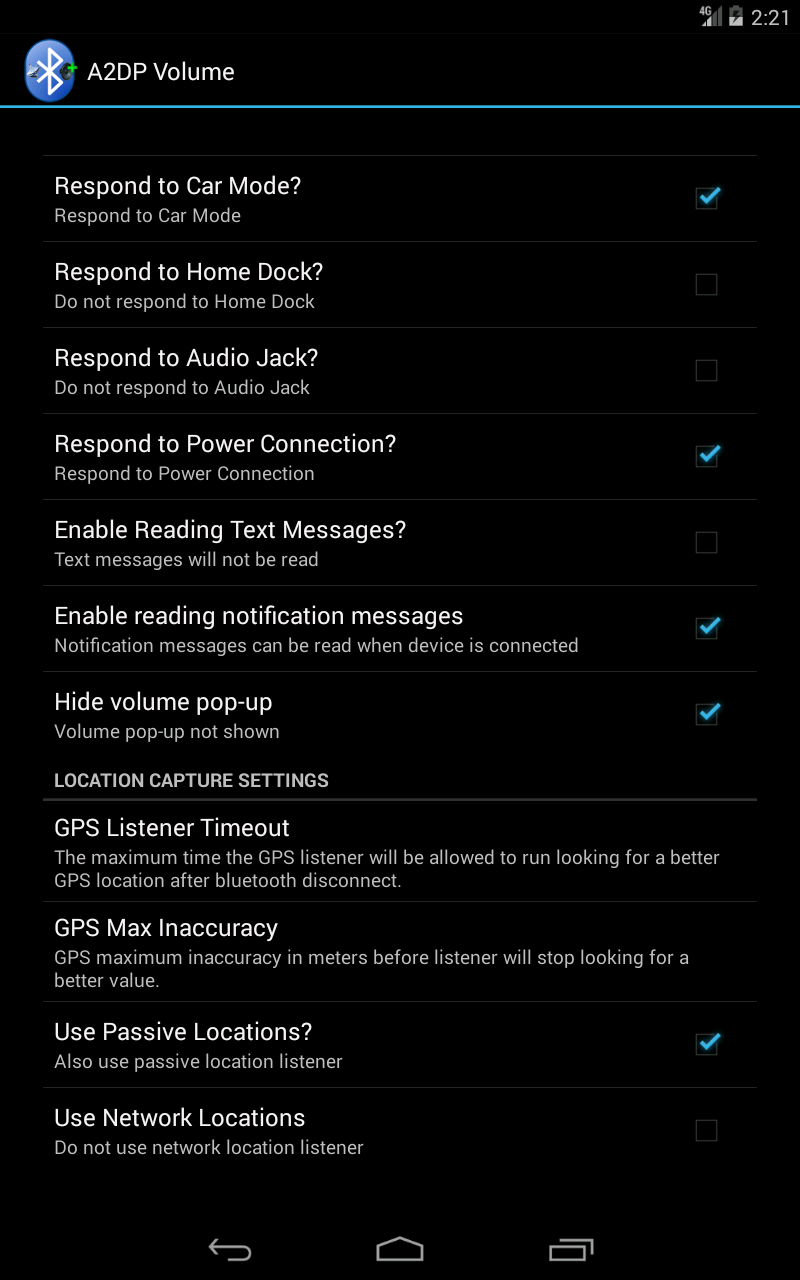 4G 2:21
A2DP Volume
Respond to Car Mode?
Respond to Car Mode
Respond to Home Dock?
Do not respond to Home Dock
Respond to Audio Jack?
Do not respond to Audio Jack
Respond to Power Connection?
Respond to Power Connection
Enable Reading Text Messages?
Text messages will not be read
Enable reading notification messages
Notification messages can be read when device is connected
Hide volume pop-up
Volume pop-up not shown
LOCATION CAPTURE SETTINGS
GPS Listener Timeout
The maximum time the GPS listener will be allowed to run looking for a better
GPS location after bluetooth disconnect.
GPS Max Inaccuracy
GPS maximum inaccuracy in meters before listener will stop looking for a
better value.
Use Passive Locations?
Also use passive location listener
Use Network Locations
Do not use network location listener